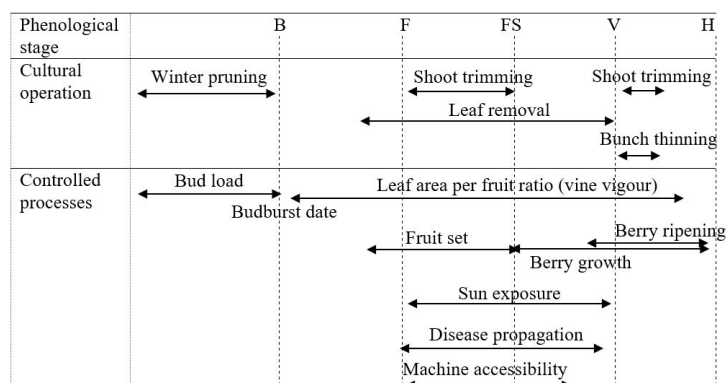 Phenological B F FS V H
stage
Cultural Winter pruning Shoot trimming Shoot trimming
operation
Leaf removal
Bunch thinning
Controlled Bud load Leaf area per fruit ratio (vine vigour)
processes
Budburst date
Fruit set Berry ripening
Berry growth
Sun exposure
Disease propagation
Machine accessibility